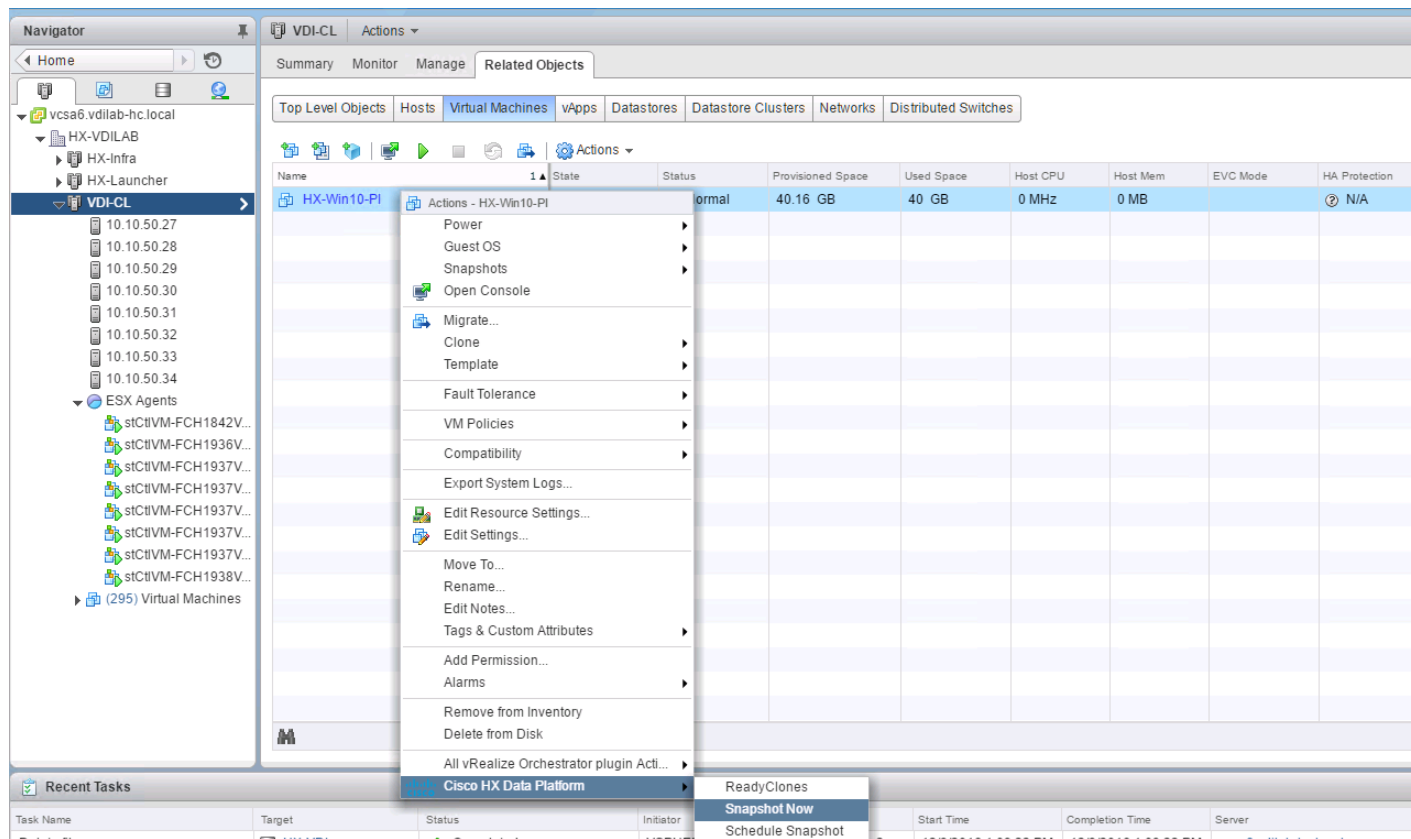 Navigator
VDI-CL Actions
Home
Summary Monitor Manage Related Objects
Top Level Objects Hosts Virtual Machines vApps Datastores Datastore Clusters Networks Distributed Switches
vcsa6.vdilab-hc.local
HX-VDILAB
HX-Infra
HX-Launcher
VDI-CL
10.10.50.27
10.10.50.28
10.10.50.29
10.10.50.30
10.10.50.31
10.10.50.32
10.10.50.33
10.10.50.34
ESX Agents
stCtlVM-FCH1842V...
stCtlVM-FCH1936V...
stCtlVM-FCH1937V...
stCtlVM-FCH1937V...
stCtlVM-FCH1937V...
stCtlVM-FCH1937V...
stCtlVM-FCH1937V...
stCtlVM-FCH1938V...
(295) Virtual Machines
Actions
Name 1 State Status Provisioned Space Used Space Host CPU Host Mem EVC Mode HA Protection
HX-Win10-PI ormal 40.16 GB 40 GB 0 MHz 0 MB N/A
Actions - HX-Win10-PI
Power
Guest OS
Snapshots
Open Console
Migrate...
Clone
Template
Fault Tolerance
VM Policies
Compatibility
Export System Logs...
Edit Resource Settings...
Edit Settings...
Move To...
Rename...
Edit Notes...
Tags & Custom Attributes
Add Permission...
Alarms
Remove from Inventory
Delete from Disk
All vRealize Orchestrator plugin Acti...
Cisco HX Data Platform
ReadyClones
Snapshot Now
Schedule Snapshot
Recent Tasks
Task Name Target Status Initiator Start Time Completion Time Server